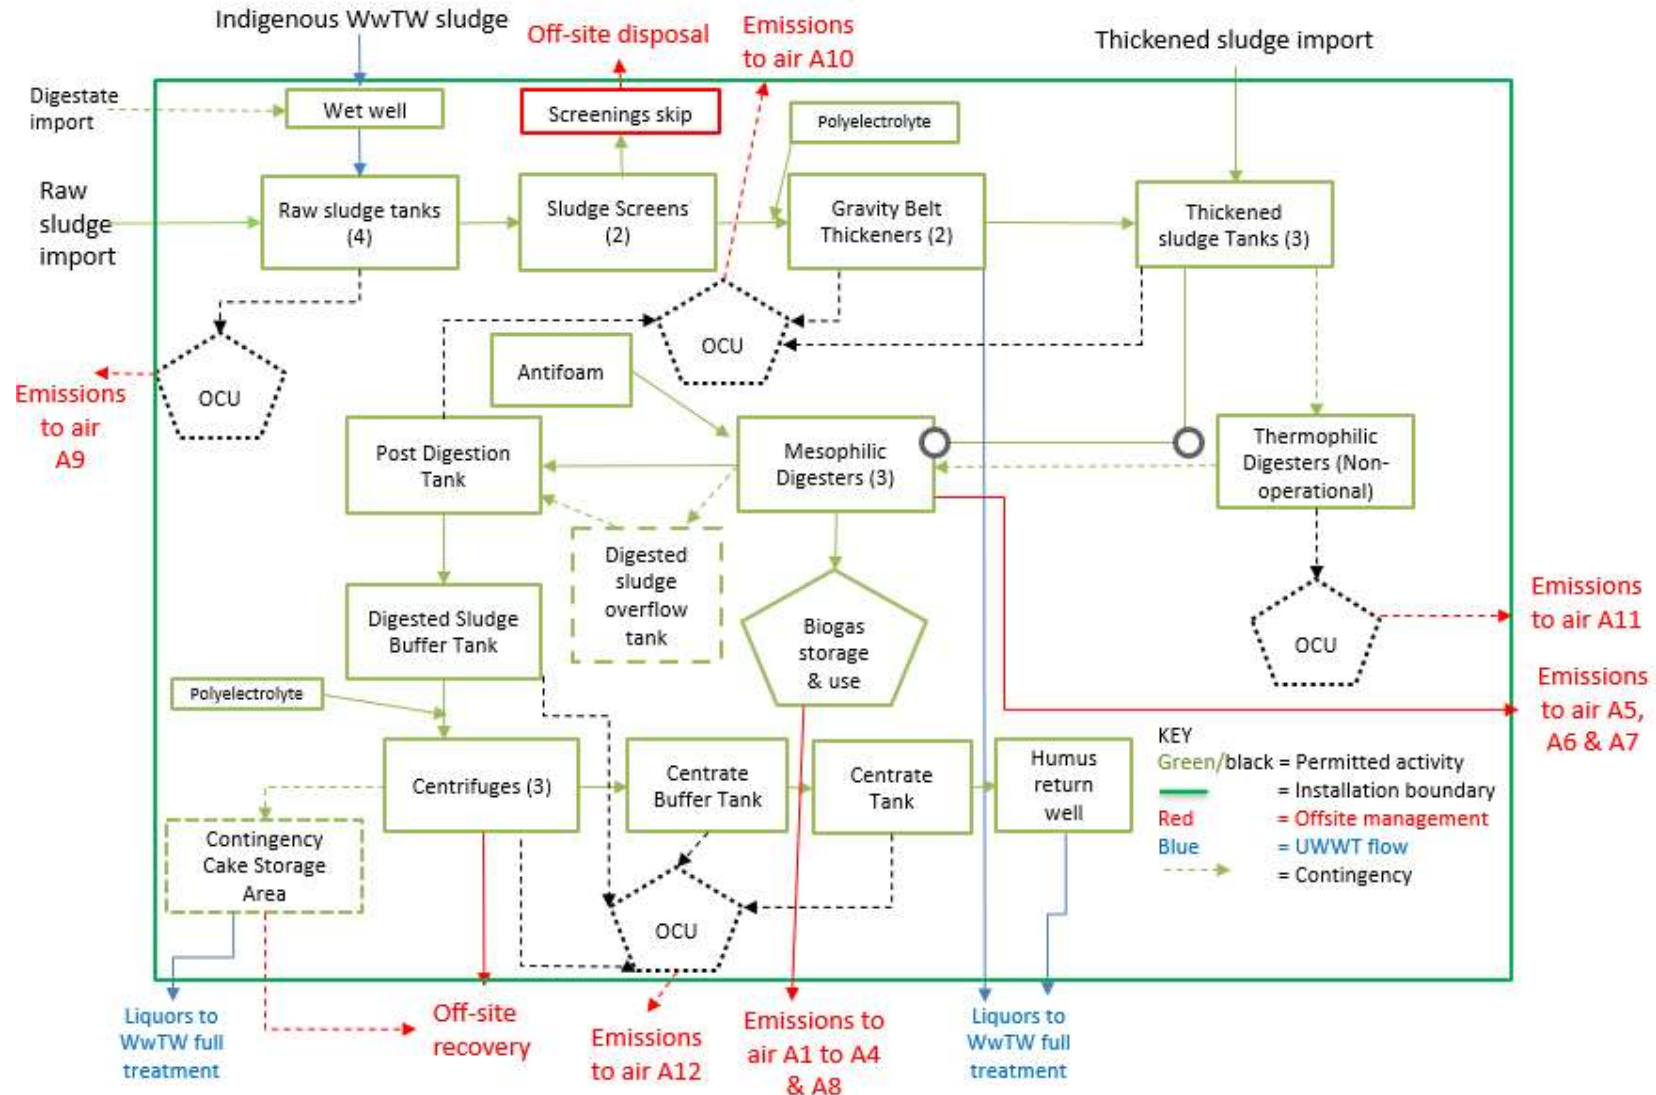 Indigenous WwTW sludge
Off-site disposal
Emissions
to air A10
Thickened sludge import
Digestate
import
Wet well
Screenings skip
Polyelectrolyte
Raw
sludge
import
Raw sludge tanks
(4)
Sludge Screens
(2)
Gravity Belt
Thickeners (2)
Thickened
sludge Tanks (3)
OCU
Emissions
to air
A9
OCU
Antifoam
Post Digestion
Tank
Mesophilic
Digesters (3)
Thermophilic
Digesters (Non-
operational)
Digested
sludge
overflow
tank
Digested Sludge
Buffer Tank
Biogas
storage
& use
OCU
Emissions
to air A11
Emissions
to air A5,
A6 & A7
Polyelectrolyte
Centrifuges (3)
Centrate
Buffer Tank
Centrate
Tank
Humus
return
well
KEY
Green/black = Permitted activity
= Installation boundary
Red = Offsite management
Blue = UWWT flow
= Contingency
Contingency
Cake Storage
Area
OCU
Liquors to
WwTW full
treatment
Off-site
recovery
Emissions
to air A12
Emissions to
air A1 to A4
& A8
Liquors to
WwTW full
treatment